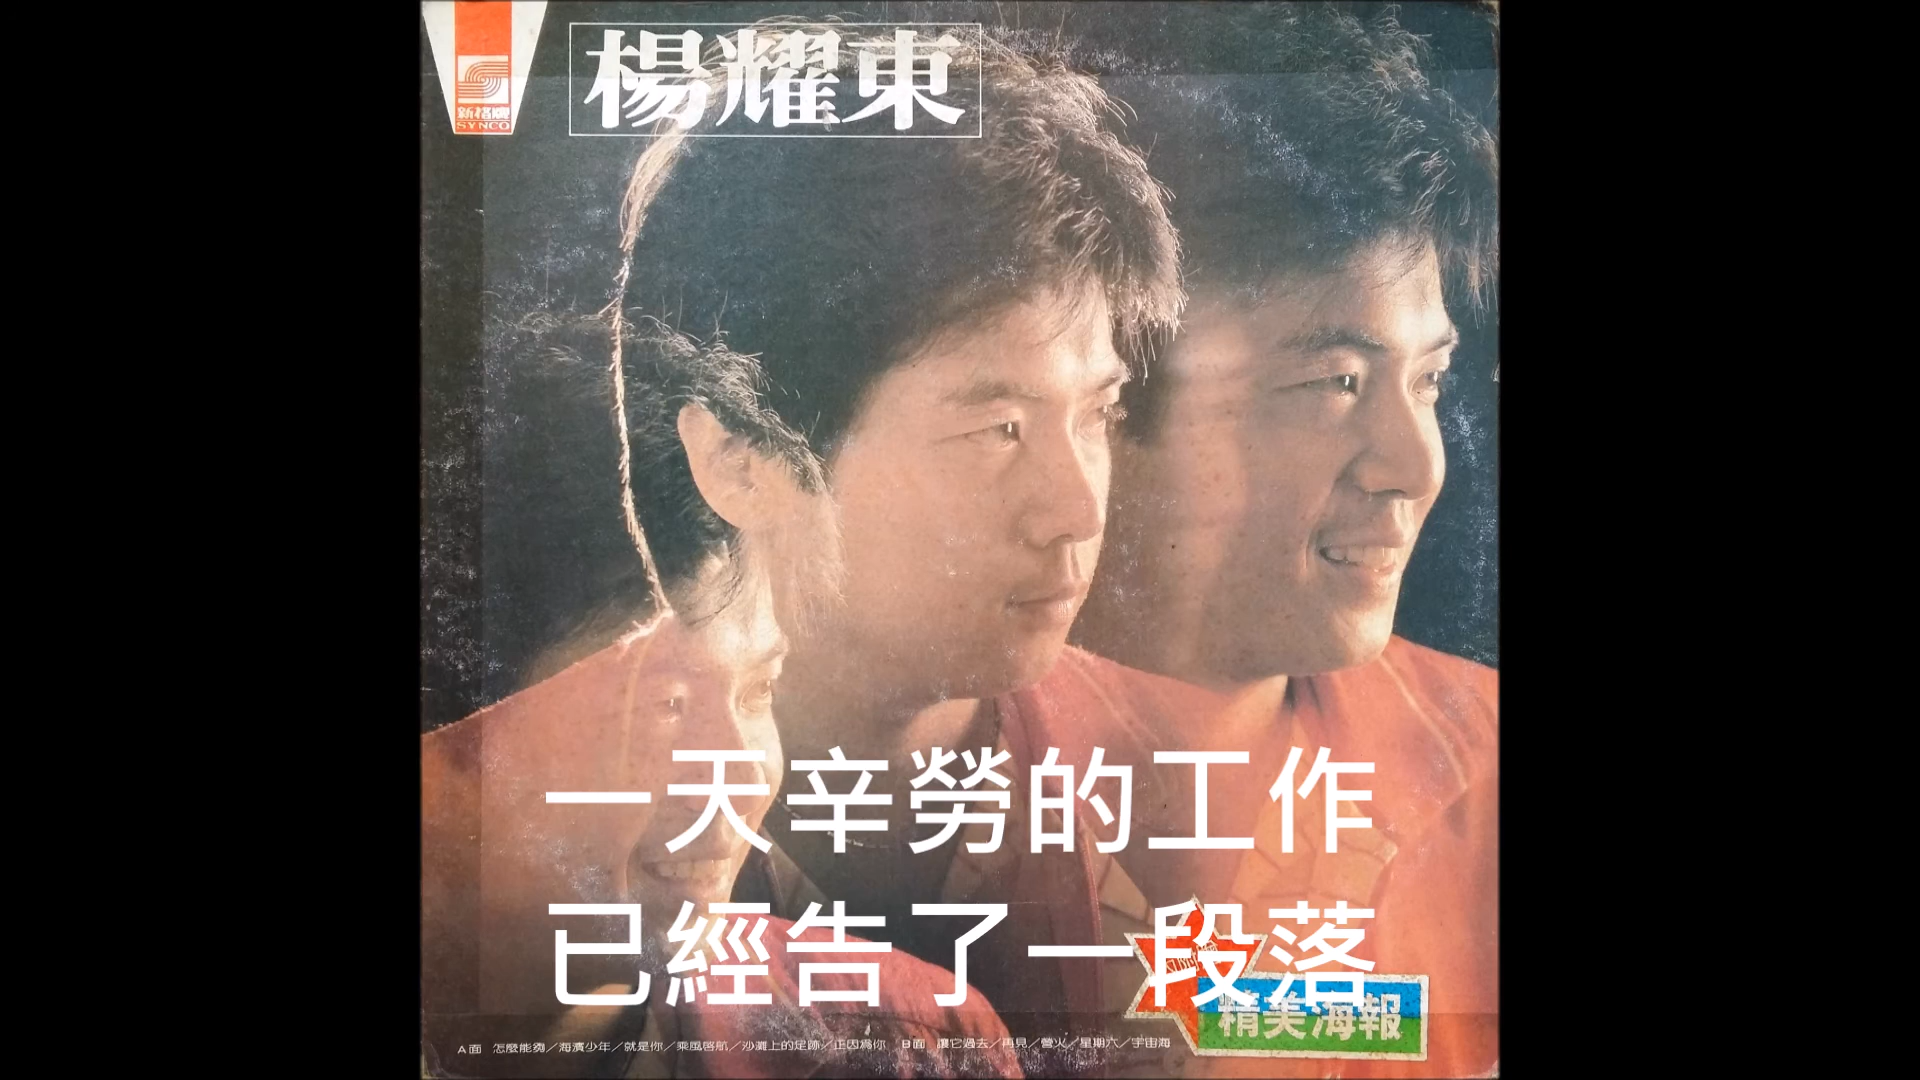 楊耀東
新格牌
SYNCO
一天辛勞的工作
已經告了一段落
精美海報
A面 怎麼能夠／海濱少年／就是你／乘風啓航／沙灘上的足跡／正因為你 B面 讓它過去／再見／營火／星期六／宇宙海